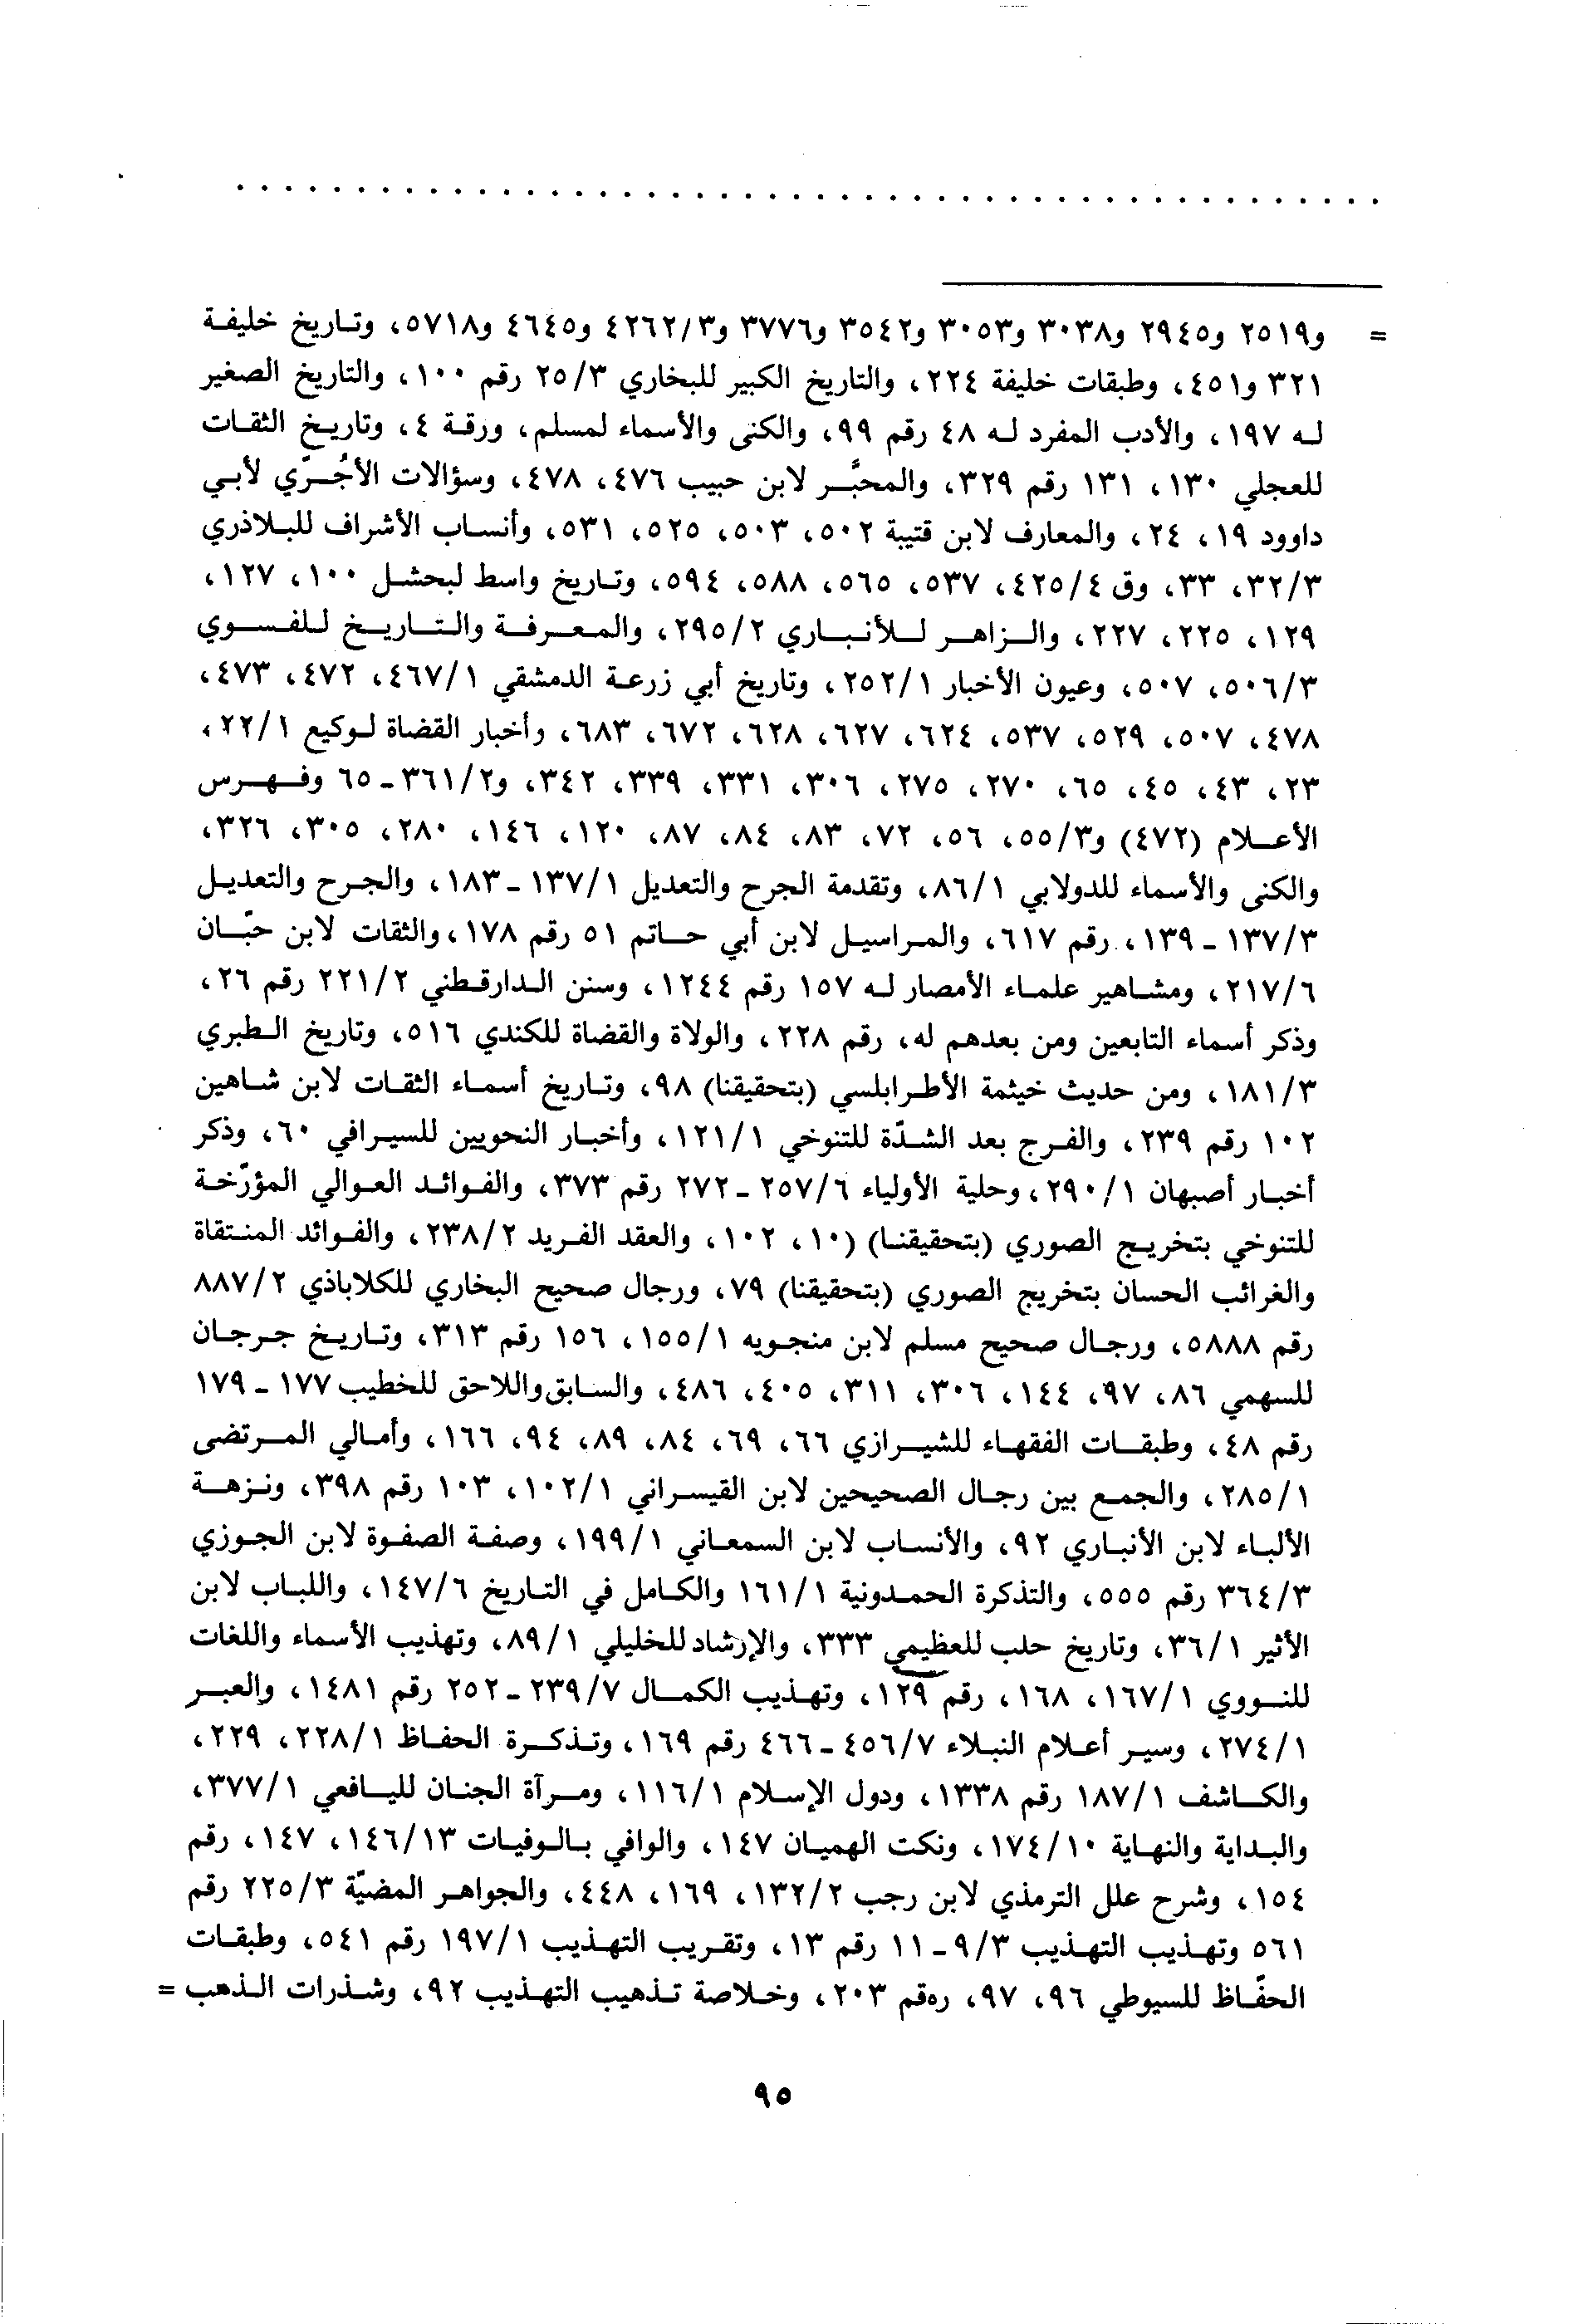 . . . . . . . . . . . . . . . . . . . . . . . . . . . . . . . . . . . . . . . . . . . . . . . .
= و٢٥١٩ و٢٩٤٥ و٣٠٣٨ و٣٠٥٣ و٣٥٤٢ و٣٧٧٦ و٤٢٦٢/٣ و٤٦٤٥ و٥٧١٨، وتاريخ خليفة
٣٢١ و٤٥١، وطبقات خليفة ٢٢٤، والتاريخ الكبير للبخاري ٢٥/٣ رقم ١٠٠، والتاريخ الصغير
له ١٩٧، والأدب المفرد له ٤٨ رقم ٩٩، والكنى والأسماء لمسلم، ورقة ٤، وتاريخ الثقات
للعجلي ١٣٠، ١٣١ رقم ٣٢٩، والمحبَّر لابن حبيب ٤٧٦، ٤٧٨، وسؤالات الأجُرّي لأبي
داوود ١٩، ٢٤، والمعارف لابن قتيبة ٥٠٢، ٥٠٣، ٥٢٥، ٥٣١، وأنساب الأشراف للبلاذري
٣٢/٣، ٣٣، وق ٤٢٥/٤، ٥٣٧، ٥٦٥، ٥٨٨، ٥٩٤، وتاريخ واسط لبحشل ١٠٠، ١٢٧،
١٢٩، ٢٢٥، ٢٢٧، والزاهر للأنباري ٢٩٥/٢، والمعرفة والتاريخ للفسوي
٥٠٦/٣، ٥٠٧، وعيون الأخبار ٢٥٢/١، وتاريخ أبي زرعة الدمشقي ٤٦٧/١، ٤٧٢، ٤٧٣،
٤٧٨، ٥٠٧، ٥٢٩، ٥٣٧، ٦٢٤، ٦٢٧، ٦٢٨، ٦٧٢، ٦٨٣، وأخبار القضاة لوكيع ٢٢/١،
٢٣، ٤٣، ٤٥، ٦٥، ٢٧٠، ٢٧٥، ٣٠٦، ٣٣١، ٣٣٩، ٣٤٢، و٣٦١/٢ - ٦٥ وفهرس
الأعلام (٤٧٢) و٥٥/٣، ٥٦، ٧٢، ٨٣، ٨٤، ٨٧، ١٢٠، ١٤٦، ٢٨٠، ٣٠٥، ٣٢٦،
والكنى والأسماء للدولابي ٨٦/١، وتقدمة الجرح والتعديل ١٣٧/١ - ١٨٣، والجرح والتعديل
١٣٧/٣ - ١٣٩، رقم ٦١٧، والمراسيل لابن أبي حاتم ٥١ رقم ١٧٨، والثقات لابن حبّان
٢١٧/٦، ومشاهير علماء الأمصار له ١٥٧ رقم ١٢٤٤، وسنن الدارقطني ٢٢١/٢ رقم ٢٦،
وذكر أسماء التابعين ومن بعدهم له، رقم ٢٢٨، والولاة والقضاة للكندي ٥١٦، وتاريخ الطبري
١٨١/٣، ومن حديث خيثمة الأطرابلسي (بتحقيقنا) ٩٨، وتاريخ أسماء الثقات لابن شاهين
١٠٢ رقم ٢٣٩، والفرج بعد الشدّة للتنوخي ١٢١/١، وأخبار النحويين للسيرافي ٦٠، وذكر
أخبار أصبهان ٢٩٠/١، وحلية الأولياء ٢٥٧/٦ - ٢٧٢ رقم ٣٧٣، والفوائد العوالي المؤرّخة
للتنوخي بتخريج الصوري (بتحقيقنا) (١٠، ١٠٢، والعقد الفريد ٢٣٨/٢، والفوائد المنتقاة
والغرائب الحسان بتخريج الصوري (بتحقيقنا) ٧٩، ورجال صحيح البخاري للكلاباذي ٨٨٧/٢
رقم ٥٨٨٨، ورجال صحيح مسلم لابن منجويه ١٥٥/١، ١٥٦ رقم ٣١٣، وتاريخ جرجان
للسهمي ٨٦، ٩٧، ١٤٤، ٣٠٦، ٣١١، ٤٠٥، ٤٨٦، والسابق واللاحق للخطيب ١٧٧ - ١٧٩
رقم ٤٨، وطبقات الفقهاء للشيرازي ٦٦، ٦٩، ٨٤، ٨٩، ٩٤، ١٦٦، وأمالي المرتضى
٢٨٥/١، والجمع بين رجال الصحيحين لابن القيسراني ١٠٢/١، ١٠٣ رقم ٣٩٨، ونزهة
الألباء لابن الأنباري ٩٢، والأنساب لابن السمعاني ١٩٩/١، وصفة الصفوة لابن الجوزي
٣٦٤/٣ رقم ٥٥٥، والتذكرة الحمدونية ١٦١/١ والكامل في التاريخ ١٤٧/٦، واللباب لابن
الأثير ٣٦/١، وتاريخ حلب للعظيمي ٣٣٣، والإرشاد للخليلي ٨٩/١، وتهذيب الأسماء واللغات
للنووي ١٦٧/١، ١٦٨، رقم ١٢٩، وتهذيب الكمال ٢٣٩/٧ - ٢٥٢ رقم ١٤٨١، والعبر
٢٧٤/١، وسير أعلام النبلاء ٤٥٦/٧ - ٤٦٦ رقم ١٦٩، وتذكرة الحفاظ ٢٢٨/١، ٢٢٩،
والكاشف ١٨٧/١ رقم ١٣٣٨، ودول الإسلام ١١٦/١، ومرآة الجنان لليافعي ٣٧٧/١،
والبداية والنهاية ١٧٤/١٠، ونكت الهميان ١٤٧، والوافي بالوفيات ١٤٦/١٣، ١٤٧، رقم
١٥٤، وشرح علل الترمذي لابن رجب ١٣٢/٢، ١٦٩، ٤٤٨، والجواهر المضيّة ٢٢٥/٣ رقم
٥٦١ وتهذيب التهذيب ٩/٣ - ١١ رقم ١٣، وتقريب التهذيب ١٩٧/١ رقم ٥٤١، وطبقات
الحفّاظ للسيوطي ٩٦، ٩٧، رهقم ٢٠٣، وخلاصة تذهيب التهذيب ٩٢، وشذرات الذهب =
٩٥